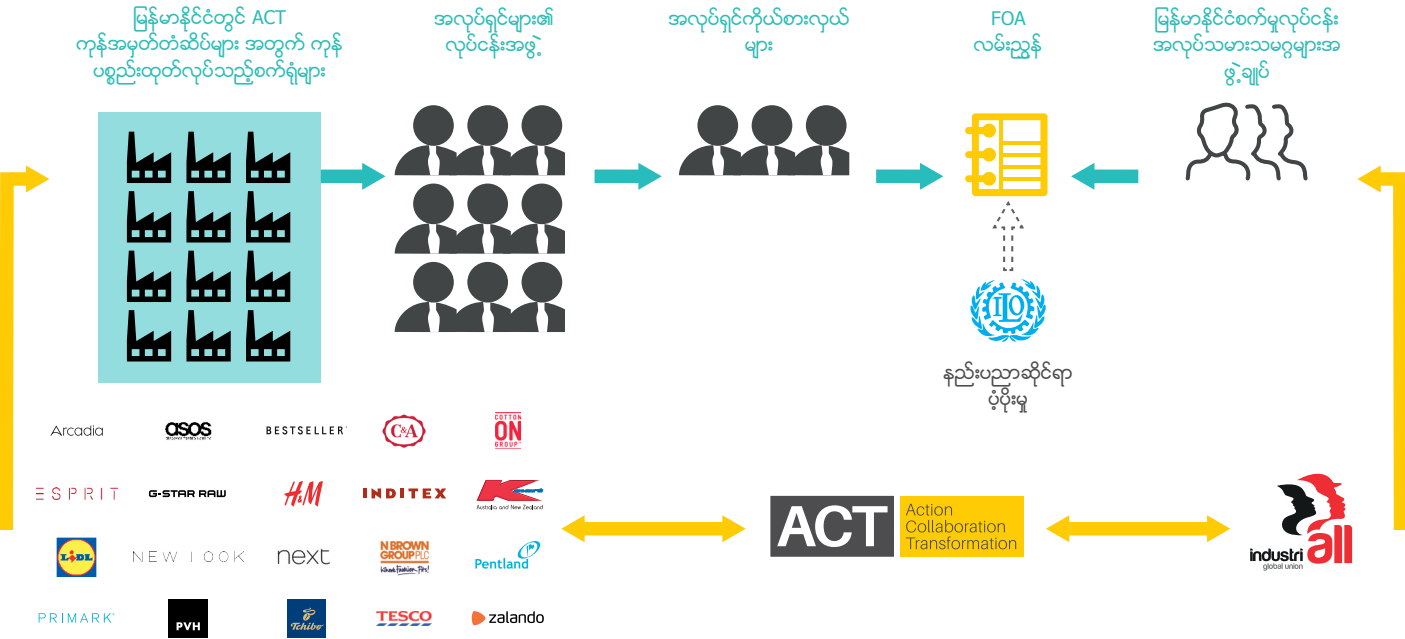 မြန်မာနိုင်ငံတွင် ACT
ကုန်အမှတ်တံဆိပ်များ အတွက် ကုန်
ပစ္စည်းထုတ်လုပ်သည့်စက်ရုံများ
အလုပ်ရှင်များ၏
လုပ်ငန်းအဖွဲ့
အလုပ်ရှင်ကိုယ်စားလှယ်
များ
FOA
လမ်းညွှန်
မြန်မာနိုင်ငံစက်မှုလုပ်ငန်း
အလုပ်သမားသမဂ္ဂများအ
ဖွဲ့ချုပ်
ILO
နည်းပညာဆိုင်ရာ
ပံ့ပိုးမှု
Arcadia
asos
BESTSELLER
C&A
COTTON
ON
GROUP
ESPRIT
G-STAR RAW
H&M
INDITEX
Kmart
Australia and New Zealand
LIDL
NEW LOOK
next
N BROWN
GROUP PLC
Pentland
PRIMARK
PVH
Tchibo
TESCO
zalando
ACT
Action
Collaboration
Transformation
industriall
global union